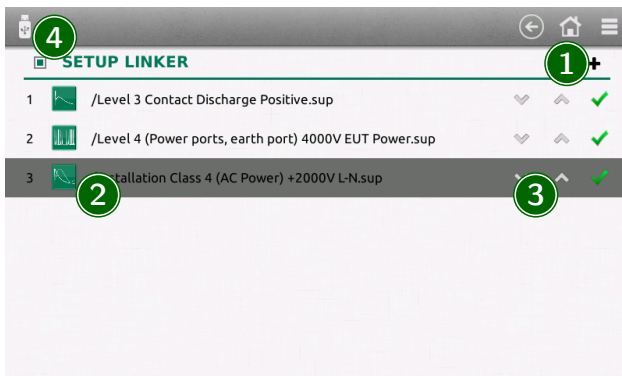 4
SETUP LINKER
1
1 /Level 3 Contact Discharge Positive.sup
2 /Level 4 (Power ports, earth port) 4000V EUT Power.sup
3 stallation Class 4 (AC Power) +2000V L-N.sup
2
3